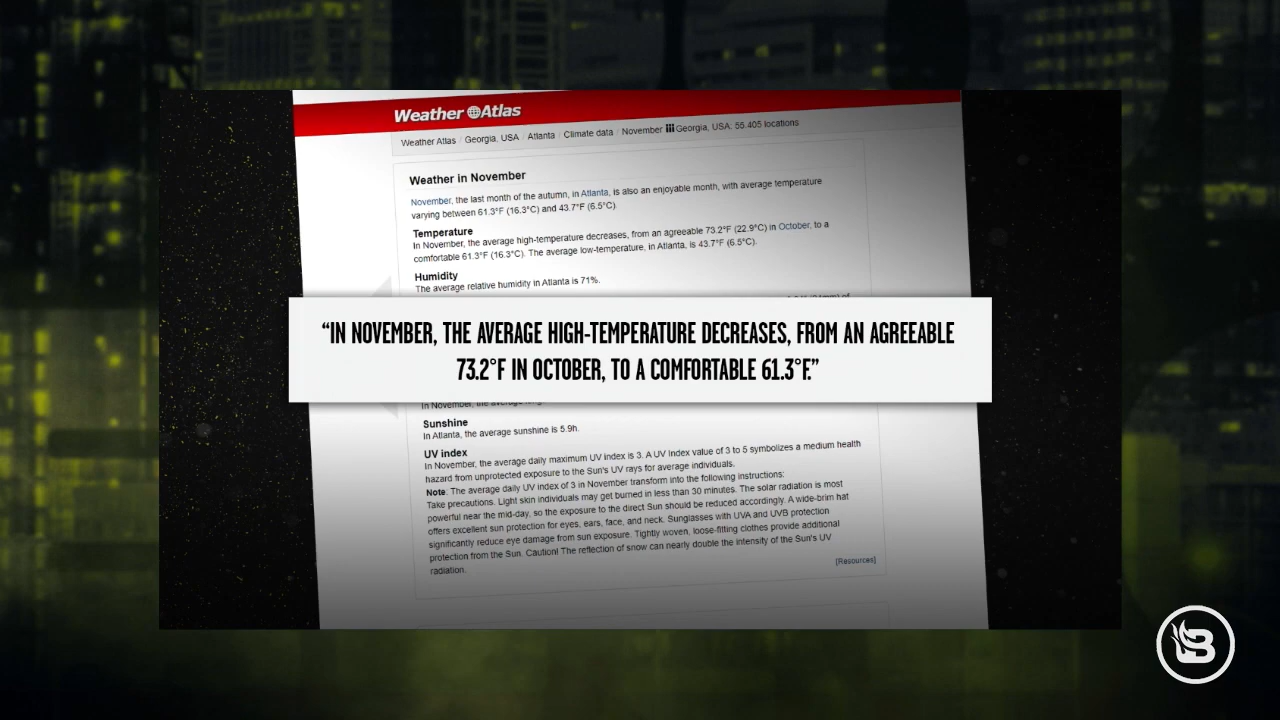 Weather Atlas
Weather Atlas / Georgia, USA / Atlanta / Climate data / November Georgia, USA: 55.405 locations
Weather in November
November, the last month of the autumn, in Atlanta, is also an enjoyable month, with average temperature
varying between 61.3°F (16.3°C) and 43.7°F (6.5°C).
Temperature
In November, the average high-temperature decreases, from an agreeable 73.2°F (22.9°C) in October, to a
comfortable 61.3°F (16.3°C). The average low-temperature, in Atlanta, is 43.7°F (6.5°C).
Humidity
The average relative humidity in Atlanta is 71%.
“IN NOVEMBER, THE AVERAGE HIGH-TEMPERATURE DECREASES, FROM AN AGREEABLE
73.2°F IN OCTOBER, TO A COMFORTABLE 61.3°F.”
In November, the average
Sunshine
In Atlanta, the average sunshine is 5.9h.
UV index
In November, the average daily maximum UV index is 3. A UV Index value of 3 to 5 symbolizes a medium health
hazard from unprotected exposure to the Sun's UV rays for average individuals.
Note: The average daily UV index of 3 in November transform into the following instructions:
Take precautions. Light skin individuals may get burned in less than 30 minutes. The solar radiation is most
powerful near the mid-day, so the exposure to the direct Sun should be reduced accordingly. A wide-brim hat
offers excellent sun protection for eyes, ears, face, and neck. Sunglasses with UVA and UVB protection
significantly reduce eye damage from sun exposure. Tightly woven, loose-fitting clothes provide additional
protection from the Sun. Caution! The reflection of snow can nearly double the intensity of the Sun's UV
radiation.
[Resources]
B